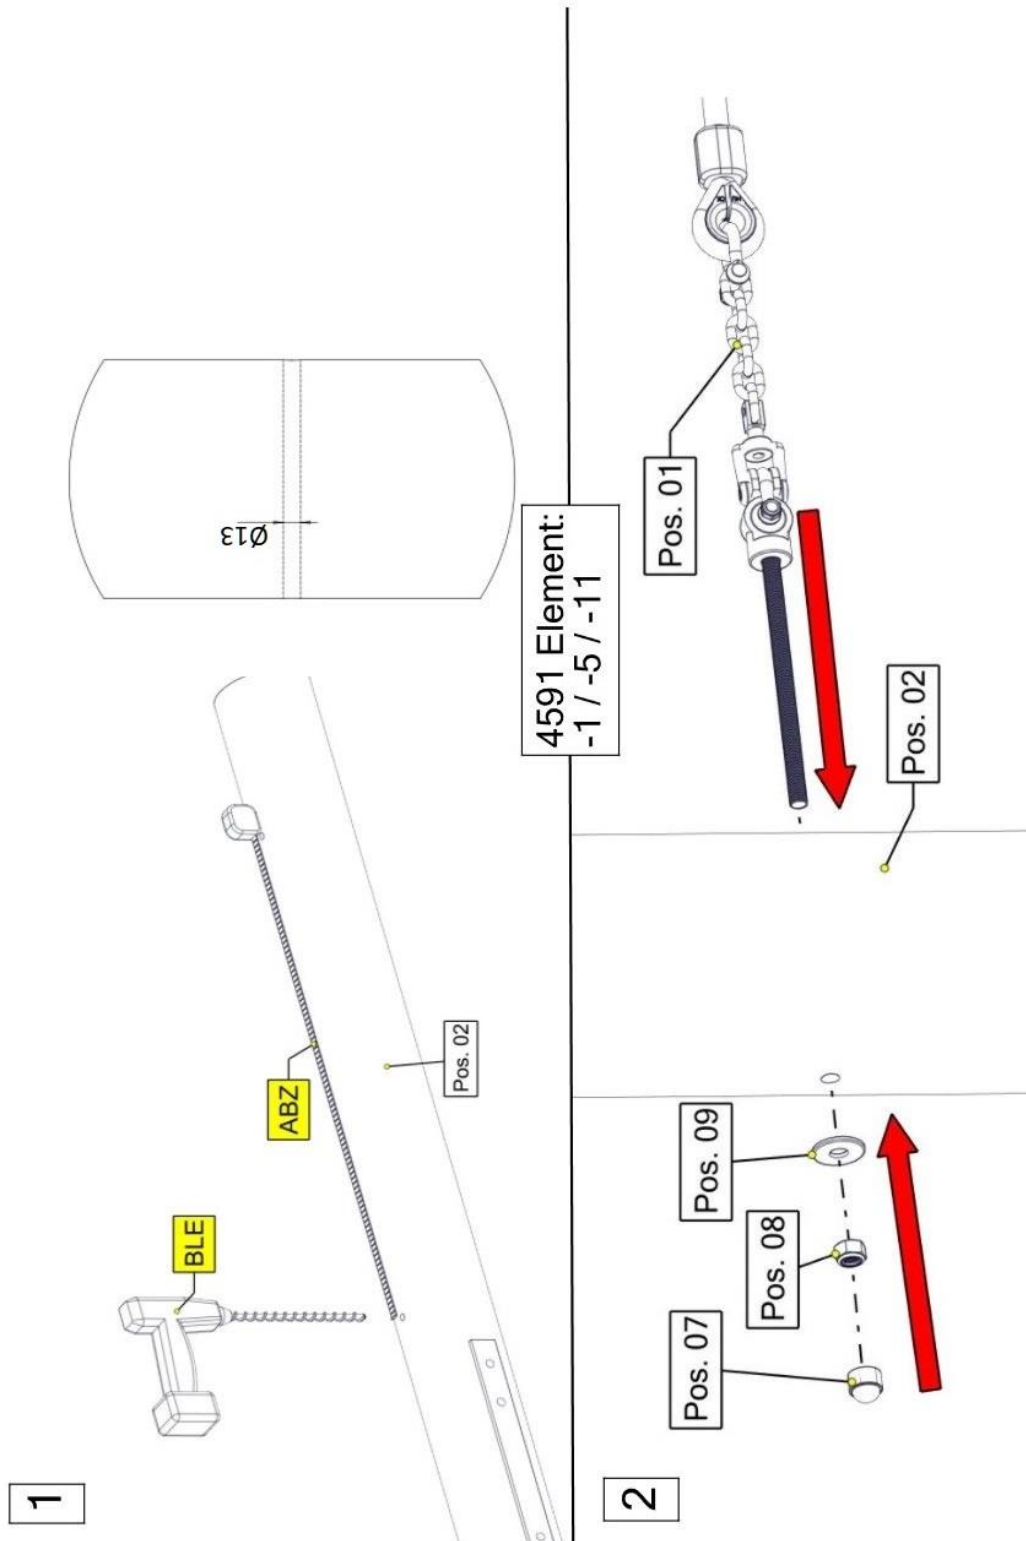 1
BLE
ABZ
Pos. 02
Ø13
4591 Element:
-1 / -5 / -11
2
Pos. 07
Pos. 08
Pos. 09
Pos. 02
Pos. 01